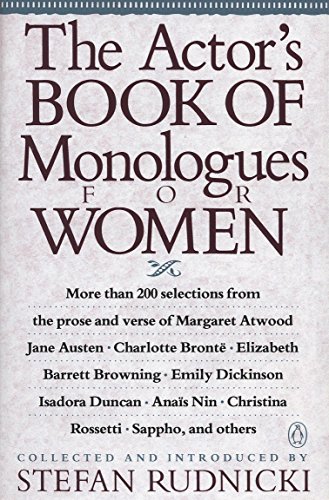 The Actor's
BOOK OF
Monologues
FOR
WOMEN
More than 200 selections from
the prose and verse of Margaret Atwood
Jane Austen · Charlotte Brontë · Elizabeth
Barrett Browning · Emily Dickinson
Isadora Duncan · Anaïs Nin · Christina
Rossetti · Sappho, and others
COLLECTED AND INTRODUCED BY
STEFAN RUDNICKI